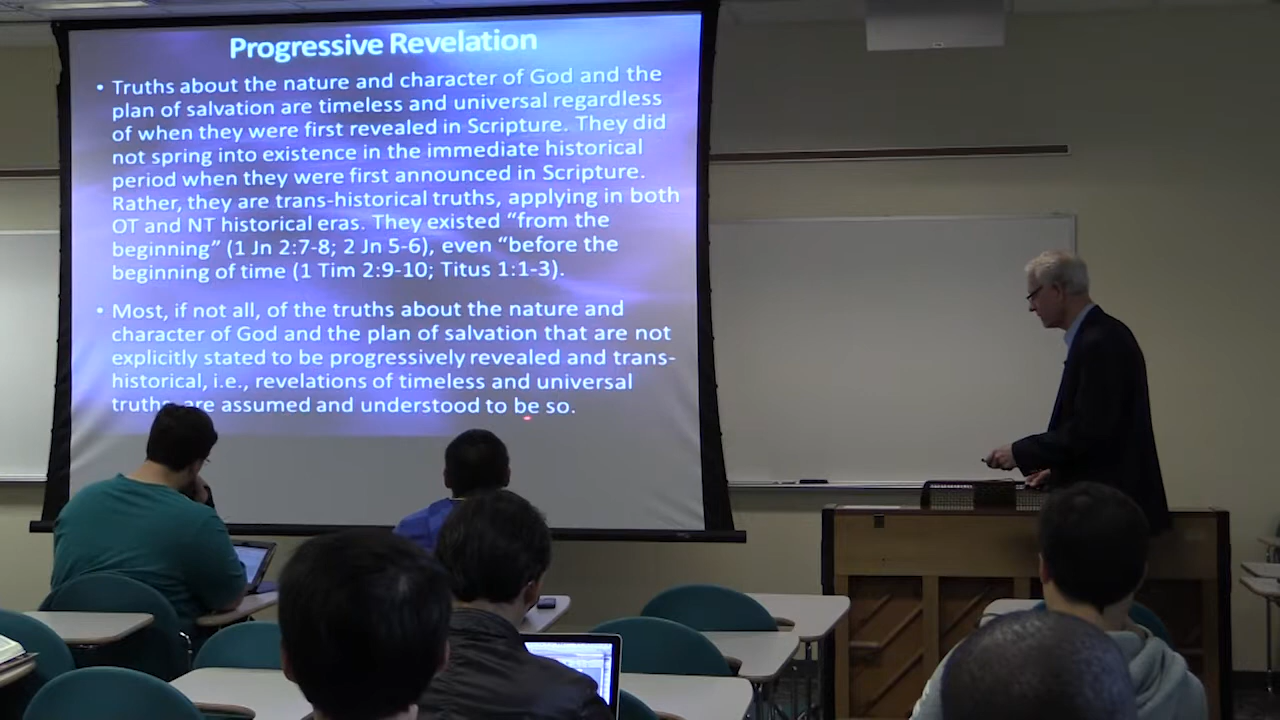 Progressive Revelation
• Truths about the nature and character of God and the
plan of salvation are timeless and universal regardless
of when they were first revealed in Scripture. They did
not spring into existence in the immediate historical
period when they were first announced in Scripture.
Rather, they are trans-historical truths, applying in both
OT and NT historical eras. They existed “from the
beginning” (1 Jn 2:7-8; 2 Jn 5-6), even “before the
beginning of time (1 Tim 2:9-10; Titus 1:1-3).
• Most, if not all, of the truths about the nature and
character of God and the plan of salvation that are not
explicitly stated to be progressively revealed and trans-
historical, i.e., revelations of timeless and universal
truths are assumed and understood to be so.